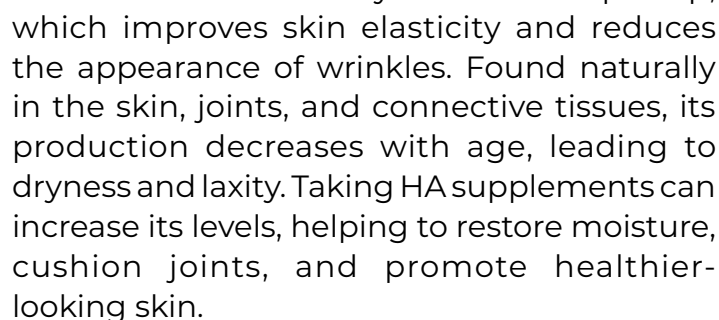 which improves skin elasticity and reduces
the appearance of wrinkles. Found naturally
in the skin, joints, and connective tissues, its
production decreases with age, leading to
dryness and laxity. Taking HA supplements can
increase its levels, helping to restore moisture,
cushion joints, and promote healthier-
looking skin.